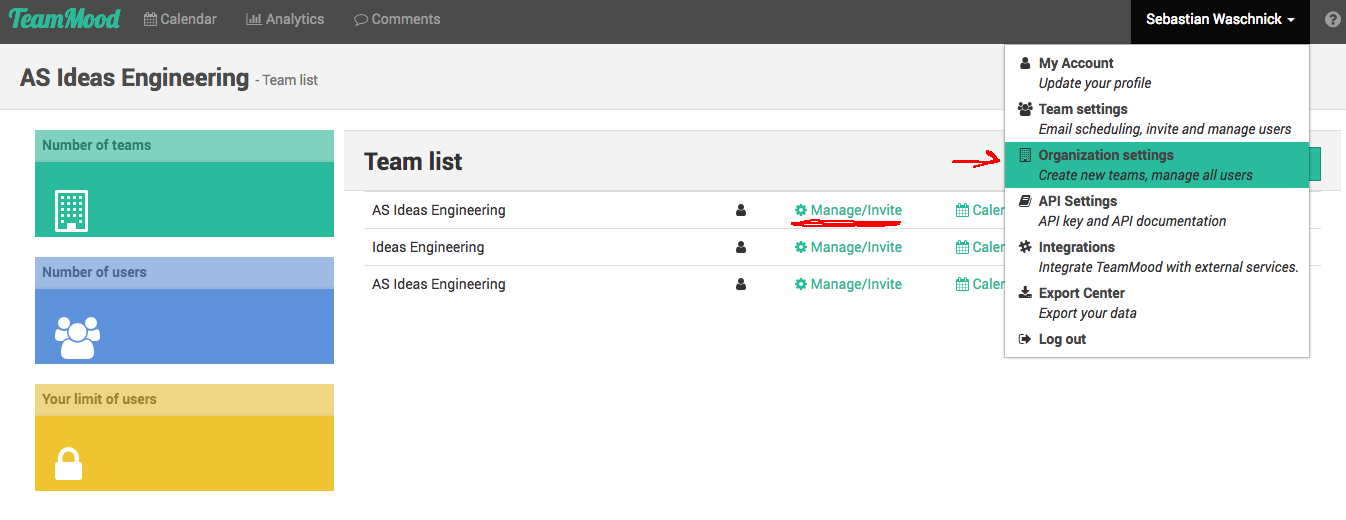 TeamMood Calendar Analytics Comments Sebastian Waschnick
AS Ideas Engineering - Team list
My Account
Update your profile
Team settings
Email scheduling, invite and manage users
Organization settings
Create new teams, manage all users
API Settings
API key and API documentation
Integrations
Integrate TeamMood with external services.
Export Center
Export your data
Log out
Number of teams
Number of users
Your limit of users
Team list
AS Ideas Engineering Manage/Invite Caler
Ideas Engineering Manage/Invite Caler
AS Ideas Engineering Manage/Invite Caler